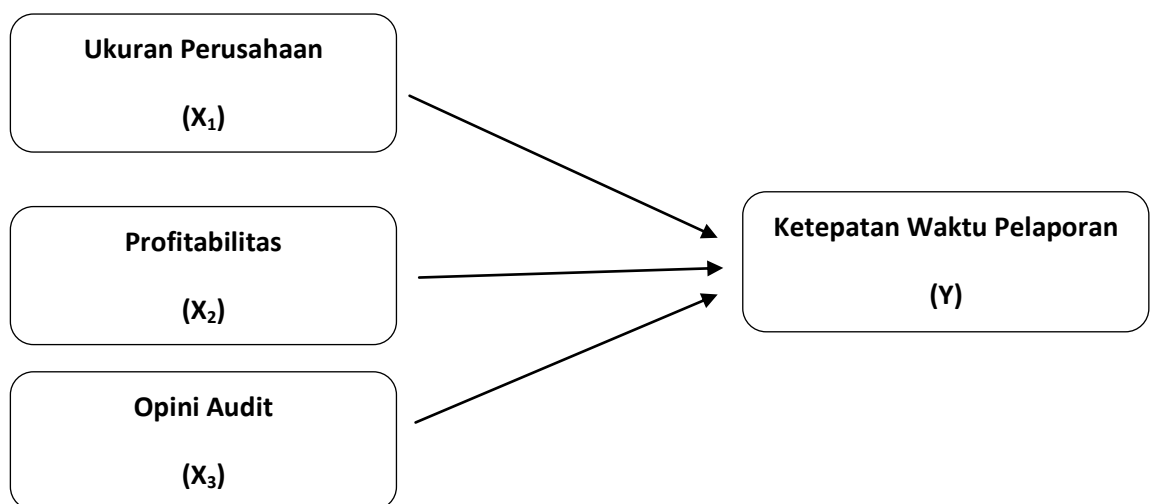 Ukuran Perusahaan
(X₁)
Profitabilitas
(X₂)
Opini Audit
(X₃)
Ketepatan Waktu Pelaporan
(Y)